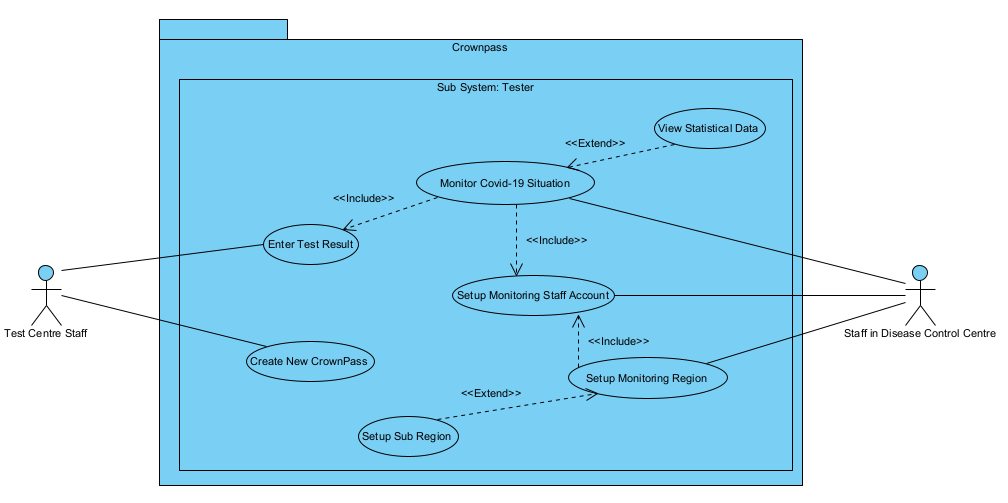 Crownpass
Sub System: Tester
View Statistical Data
<<Extend>>
Monitor Covid-19 Situation
<<Include>>
Enter Test Result
<<Include>>
Setup Monitoring Staff Account
Test Centre Staff
Staff in Disease Control Centre
<<Include>>
Create New CrownPass
Setup Monitoring Region
<<Extend>>
Setup Sub Region